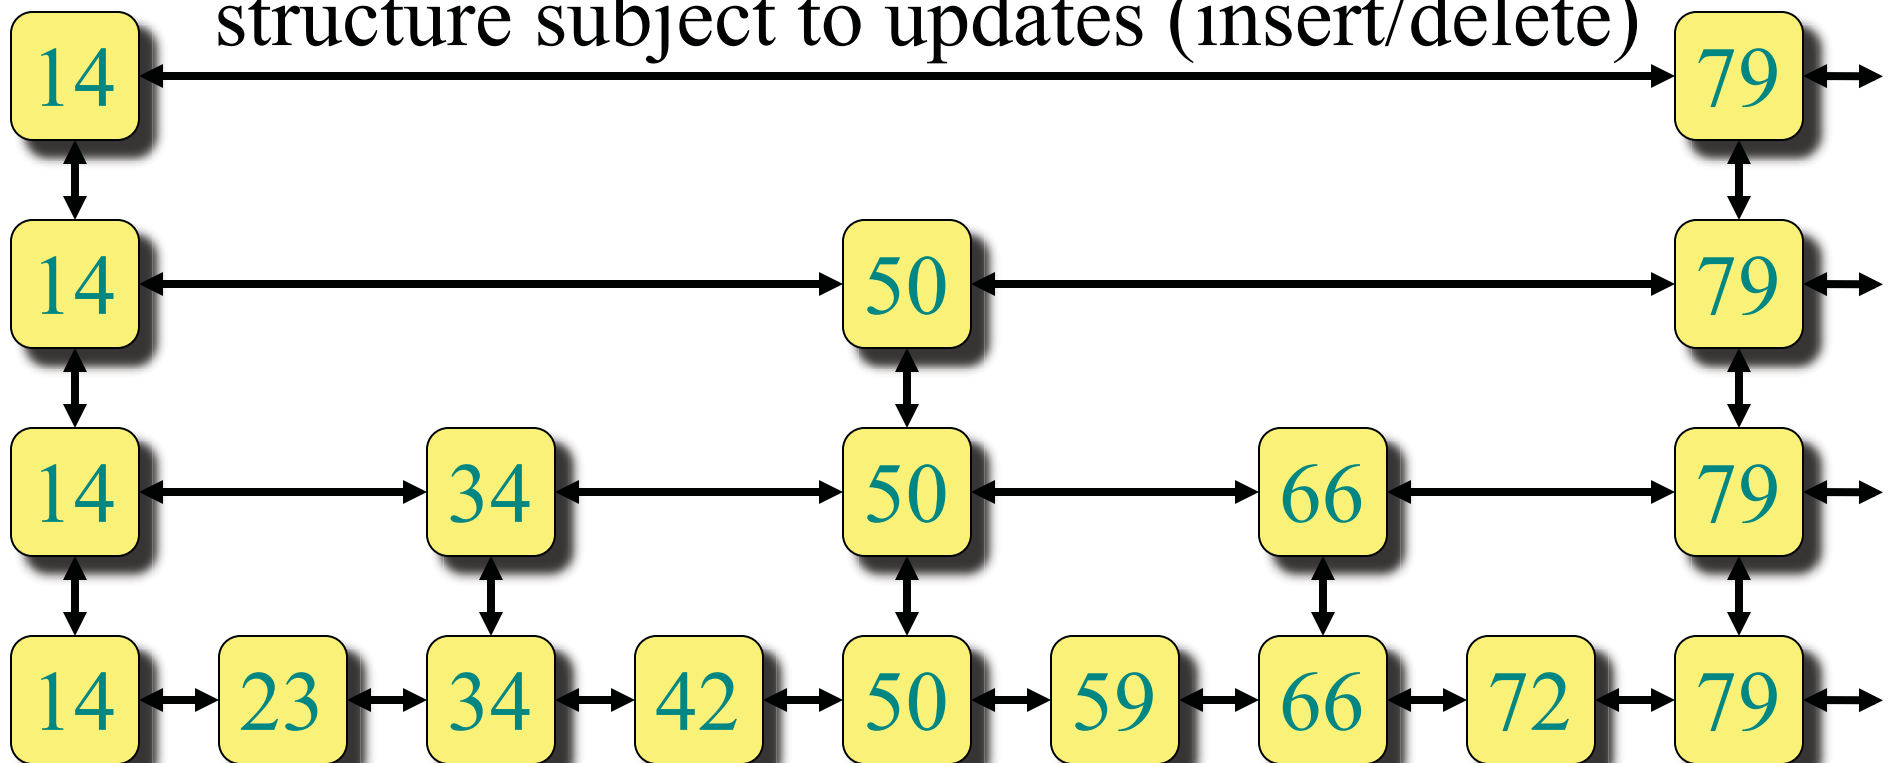 structure subject to updates (insert/delete)
14 79
14 50 79
14 34 50 66 79
14 23 34 42 50 59 66 72 79